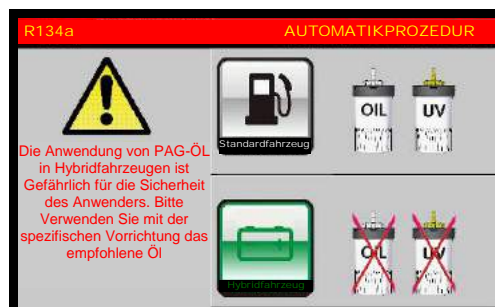 R134a AUTOMATIKPROZEDUR
Die Anwendung von PAG-ÖL
in Hybridfahrzeugen ist
Gefährlich für die Sicherheit
des Anwenders. Bitte
Verwenden Sie mit der
spezifischen Vorrichtung das
empfohlene Öl
Standardfahrzeug
OIL UV
Hybridfahrzeug
OIL UV